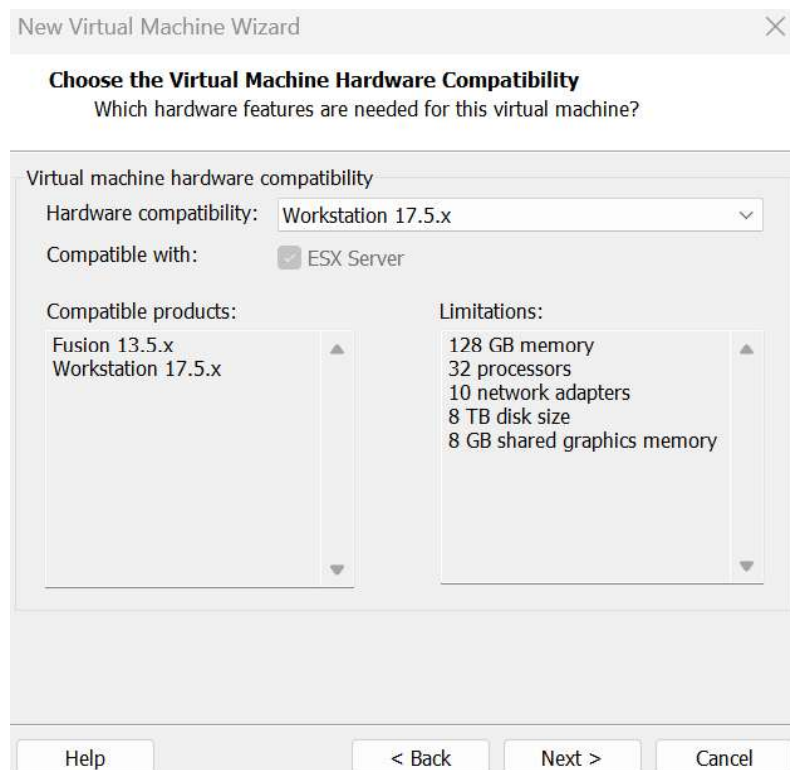 New Virtual Machine Wizard
Choose the Virtual Machine Hardware Compatibility
Which hardware features are needed for this virtual machine?
Virtual machine hardware compatibility
Hardware compatibility: Workstation 17.5.x
Compatible with: ESX Server
Compatible products:
Fusion 13.5.x
Workstation 17.5.x
Limitations:
128 GB memory
32 processors
10 network adapters
8 TB disk size
8 GB shared graphics memory
Help < Back Next > Cancel